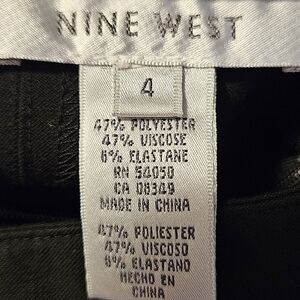 NINE WEST
4
47% POLYESTER
47% VISCOSE
6% ELASTANE
RN 54050
CA 08349
MADE IN CHINA
47% POLIESTER
47% VISCOSO
6% ELASTANO
HECHO EN
CHINA